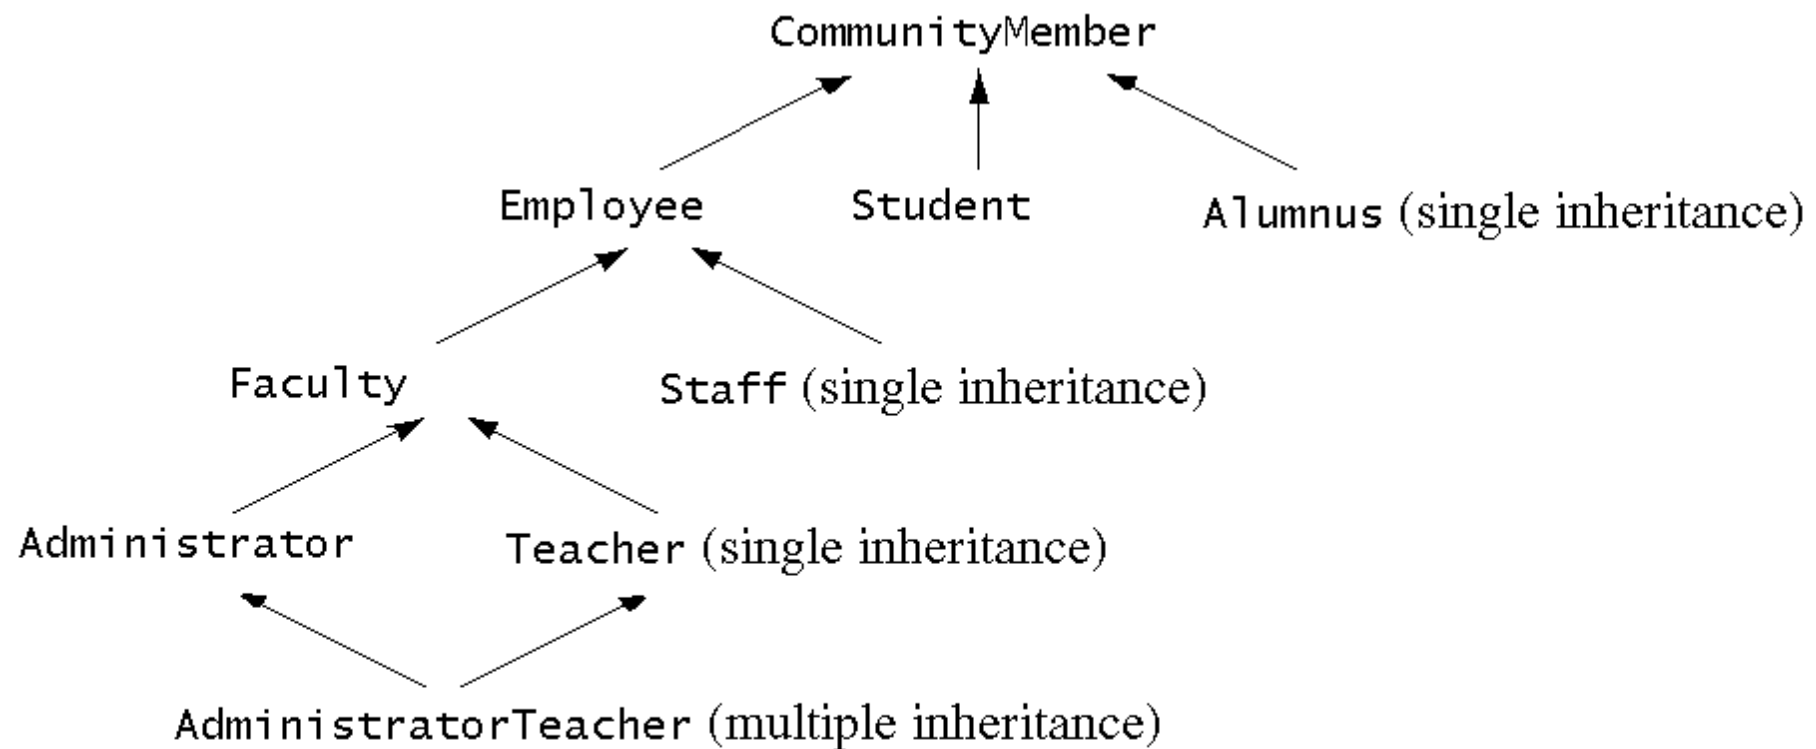 CommunityMember
Employee Student Alumnus (single inheritance)
Faculty Staff (single inheritance)
Administrator Teacher (single inheritance)
AdministratorTeacher (multiple inheritance)